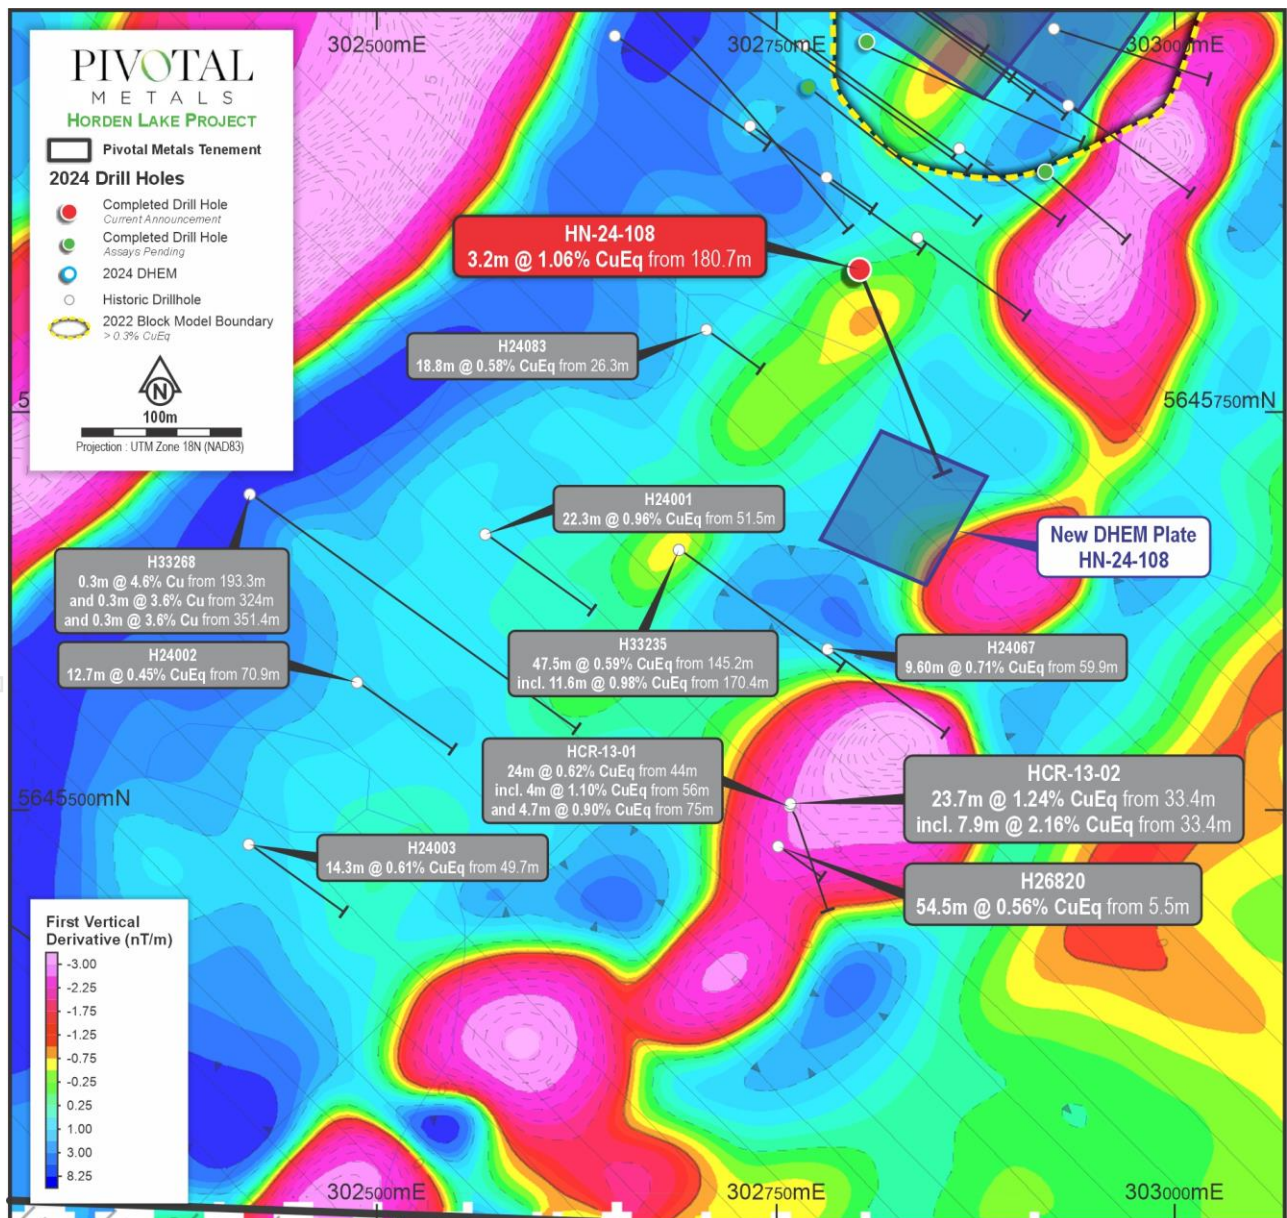 PIVOTAL
METALS
HORDEN LAKE PROJECT
Pivotal Metals Tenement
2024 Drill Holes
Completed Drill Hole
Current Announcement
Completed Drill Hole
Assays Pending
2024 DHEM
Historic Drillhole
2022 Block Model Boundary
> 0.3% CuEq
N
100m
Projection : UTM Zone 18N (NAD83)
302500mE
302750mE
303000mE
HN-24-108
3.2m @ 1.06% CuEq from 180.7m
H24083
18.8m @ 0.58% CuEq from 26.3m
5
5645750mN
H24001
22.3m @ 0.96% CuEq from 51.5m
New DHEM Plate
HN-24-108
H33268
0.3m @ 4.6% Cu from 193.3m
and 0.3m @ 3.6% Cu from 324m
and 0.3m @ 3.6% Cu from 351.4m
H24002
12.7m @ 0.45% CuEq from 70.9m
H33235
47.5m @ 0.59% CuEq from 145.2m
incl. 11.6m @ 0.98% CuEq from 170.4m
H24067
9.60m @ 0.71% CuEq from 59.9m
HCR-13-01
24m @ 0.62% CuEq from 44m
incl. 4m @ 1.10% CuEq from 56m
and 4.7m @ 0.90% CuEq from 75m
HCR-13-02
23.7m @ 1.24% CuEq from 33.4m
incl. 7.9m @ 2.16% CuEq from 33.4m
5645500mN
H24003
14.3m @ 0.61% CuEq from 49.7m
H26820
54.5m @ 0.56% CuEq from 5.5m
First Vertical
Derivative (nT/m)
-3.00
-2.25
-1.75
-1.25
-0.75
-0.25
0.25
1.00
3.00
8.25
302500mE
302750mE
303000mE